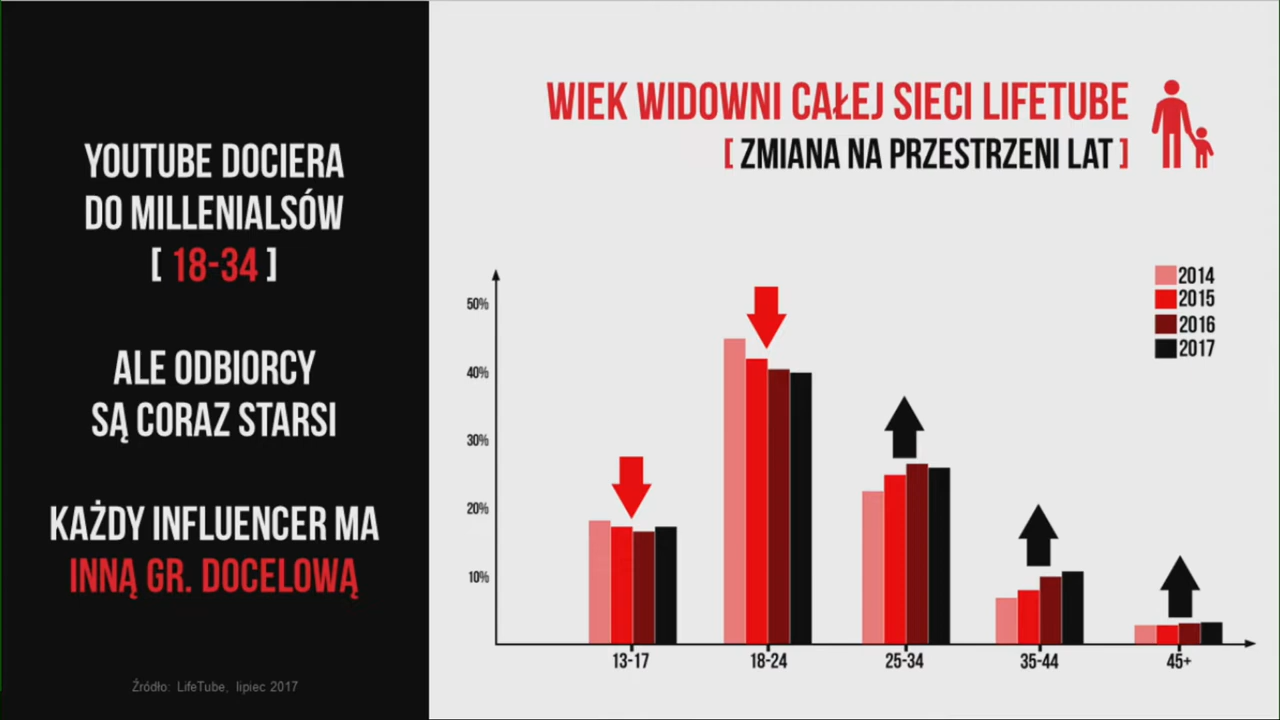 YOUTUBE DOCIERA
DO MILLENIALSÓW
[ 18-34 ]
ALE ODBIORCY
SĄ CORAZ STARSI
KAŻDY INFLUENCER MA
INNĄ GR. DOCELOWĄ
Źródło: LifeTube, lipiec 2017
WIEK WIDOWNI CAŁEJ SIECI LIFETUBE
[ ZMIANA NA PRZESTRZENI LAT ]
2014
2015
2016
2017
50%
40%
30%
20%
10%
13-17 18-24 25-34 35-44 45+